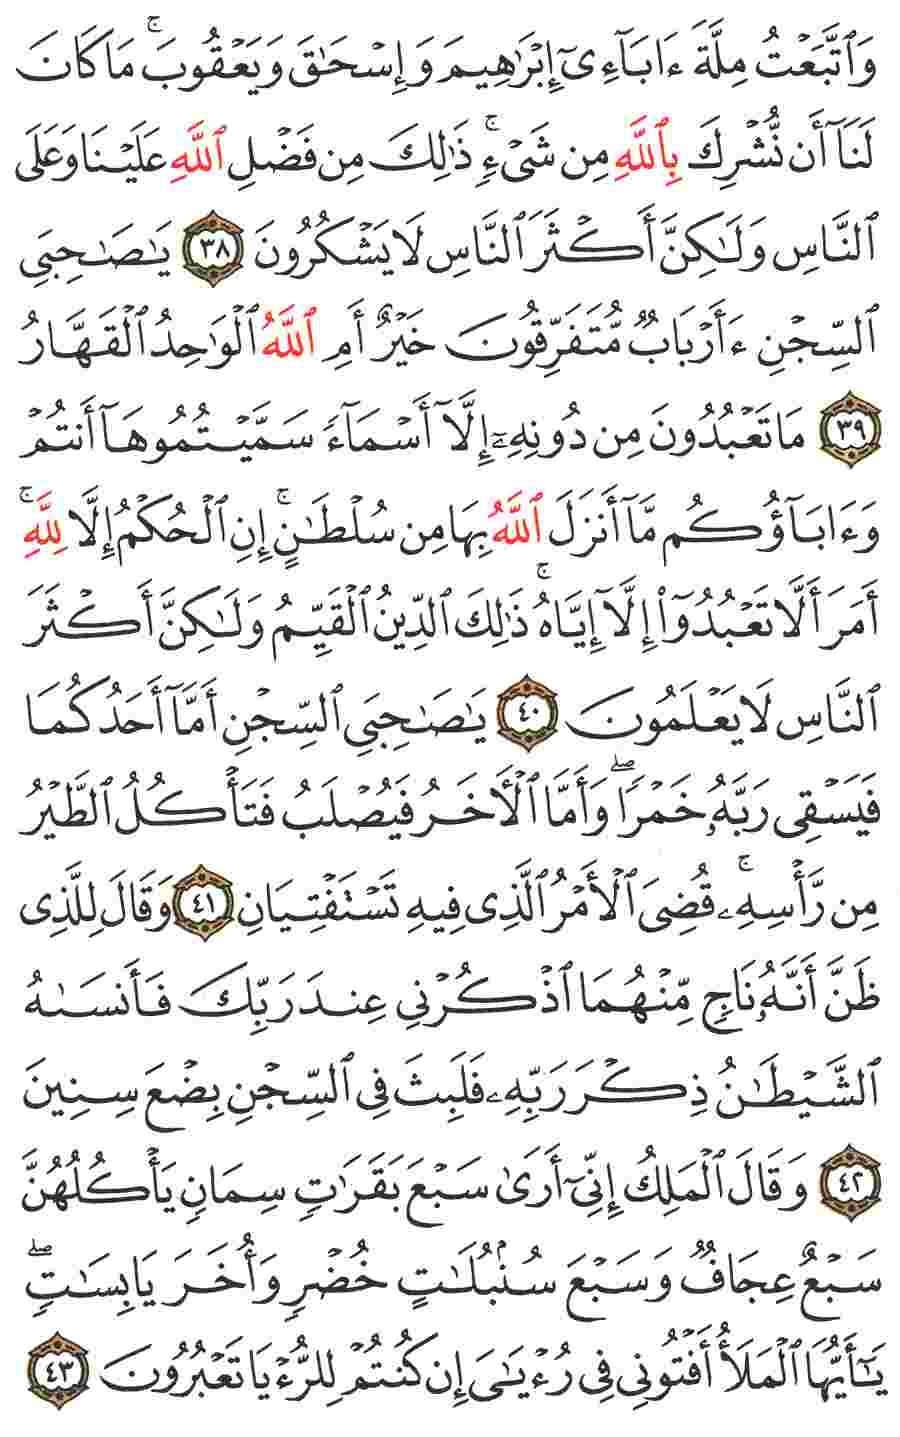 وَٱتَّبَعۡتُ مِلَّةَ ءَابَآءِىٓ إِبۡرَٰهِيمَ وَإِسۡحَٰقَ وَيَعۡقُوبَۚ مَا كَانَ
لَنَآ أَن نُّشۡرِكَ بِٱللَّهِ مِن شَىۡءٍۚ ذَٰلِكَ مِن فَضۡلِ ٱللَّهِ عَلَيۡنَا وَعَلَى
ٱلنَّاسِ وَلَٰكِنَّ أَكۡثَرَ ٱلنَّاسِ لَا يَشۡكُرُونَ ٣٨ يَٰصَٰحِبَىِ
ٱلسِّجۡنِ ءَأَرۡبَابٌ مُّتَفَرِّقُونَ خَيۡرٌ أَمِ ٱللَّهُ ٱلۡوَٰحِدُ ٱلۡقَهَّارُ
٣٩ مَا تَعۡبُدُونَ مِن دُونِهِۦٓ إِلَّآ أَسۡمَآءً سَمَّيۡتُمُوهَآ أَنتُمۡ
وَءَابَآؤُكُم مَّآ أَنزَلَ ٱللَّهُ بِهَا مِن سُلۡطَٰنٍۚ إِنِ ٱلۡحُكۡمُ إِلَّا لِلَّهِۚ
أَمَرَ أَلَّا تَعۡبُدُوٓاْ إِلَّآ إِيَّاهُۚ ذَٰلِكَ ٱلدِّينُ ٱلۡقَيِّمُ وَلَٰكِنَّ أَكۡثَرَ
ٱلنَّاسِ لَا يَعۡلَمُونَ ٤٠ يَٰصَٰحِبَىِ ٱلسِّجۡنِ أَمَّآ أَحَدُكُمَا
فَيَسۡقِى رَبَّهُۥ خَمۡرًاۖ وَأَمَّا ٱلۡأٓخَرُ فَيُصۡلَبُ فَتَأۡكُلُ ٱلطَّيۡرُ
مِن رَّأۡسِهِۦۚ قُضِىَ ٱلۡأَمۡرُ ٱلَّذِى فِيهِ تَسۡتَفۡتِيَانِ ٤١ وَقَالَ لِلَّذِى
ظَنَّ أَنَّهُۥ نَاجٍ مِّنۡهُمَا ٱذۡكُرۡنِى عِندَ رَبِّكَ فَأَنسَىٰهُ
ٱلشَّيۡطَٰنُ ذِكۡرَ رَبِّهِۦ فَلَبِثَ فِى ٱلسِّجۡنِ بِضۡعَ سِنِينَ
٤٢ وَقَالَ ٱلۡمَلِكُ إِنِّىٓ أَرَىٰ سَبۡعَ بَقَرَٰتٍ سِمَانٍ يَأۡكُلُهُنَّ
سَبۡعٌ عِجَافٌ وَسَبۡعَ سُنۢبُلَٰتٍ خُضۡرٍ وَأُخَرَ يَابِسَٰتٍۖ
يَٰٓأَيُّهَا ٱلۡمَلَأُ أَفۡتُونِى فِى رُءۡيَٰىَ إِن كُنتُمۡ لِلرُّءۡيَا تَعۡبُرُونَ ٤٣